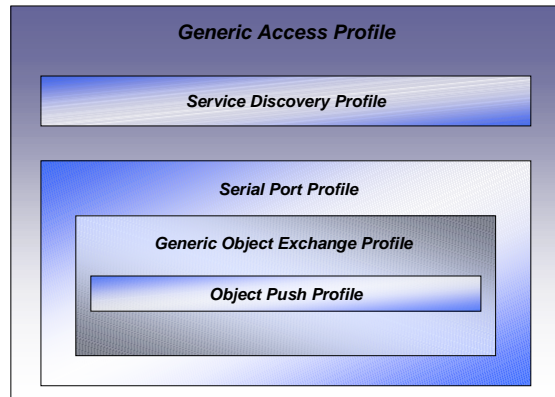 Generic Access Profile
Service Discovery Profile
Serial Port Profile
Generic Object Exchange Profile
Object Push Profile